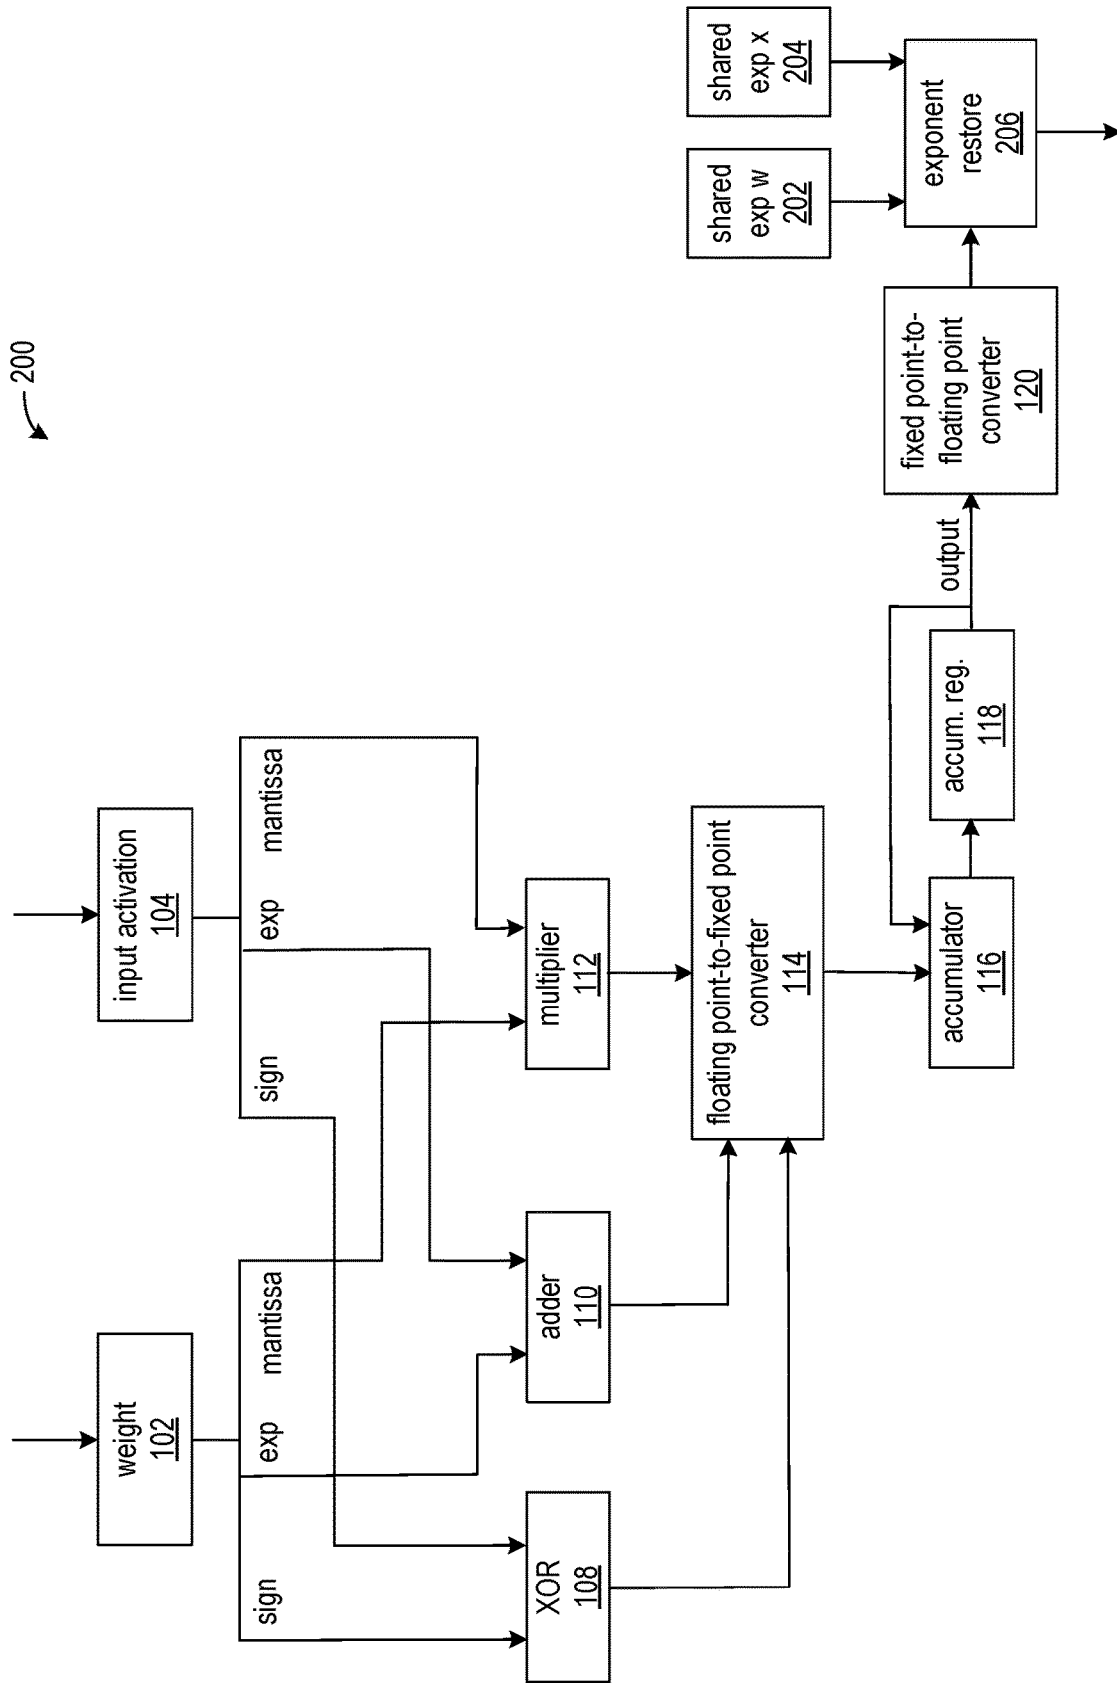 200
weight
102
input activation
104
sign
exp
mantissa
sign
exp
mantissa
XOR
108
adder
110
multiplier
112
floating point-to-fixed point
converter
114
accumulator
116
accum. reg.
118
output
fixed point-to-
floating point
converter
120
shared
exp w
202
shared
exp x
204
exponent
restore
206